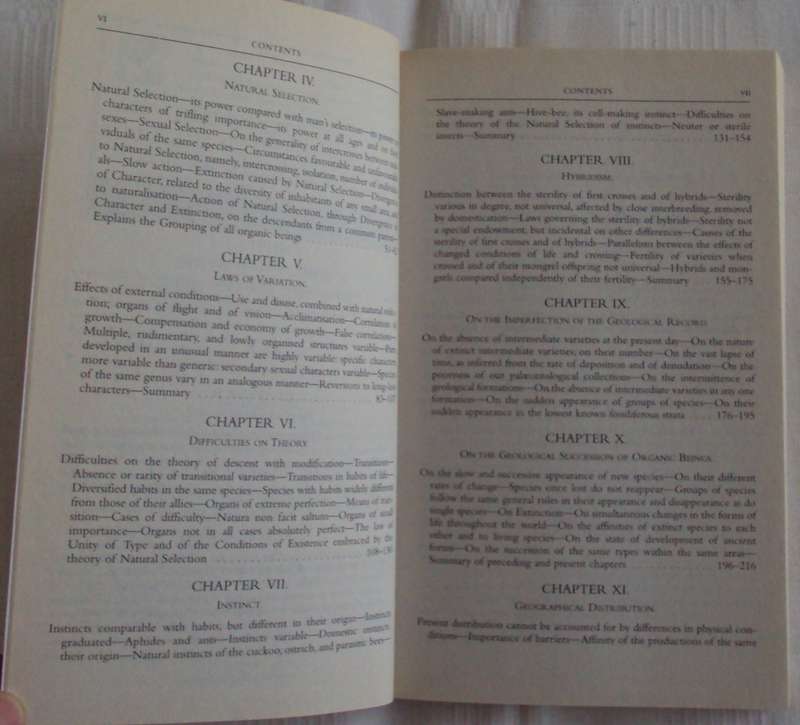 VI
CONTENTS
CHAPTER IV.
NATURAL SELECTION.
Natural Selection—its power compared with man's selection—its power on
characters of trifling importance—its power at all ages and on both
sexes—Sexual Selection—On the generality of intercrosses between indi-
viduals of the same species—Circumstances favourable and unfavourable
to Natural Selection, namely, intercrossing, isolation, number of individu-
als—Slow action—Extinction caused by Natural Selection—Divergence
of Character, related to the diversity of inhabitants of any small area, and
to naturalisation—Action of Natural Selection, through Divergence of
Character and Extinction, on the descendants from a common parent—
Explains the Grouping of all organic beings
CHAPTER V.
LAWS OF VARIATION.
Effects of external conditions—Use and disuse, combined with natural selec-
tion; organs of flight and of vision—Acclimatisation—Correlation of
growth—Compensation and economy of growth—False correlations—
Multiple, rudimentary, and lowly organised structures variable—Parts
developed in an unusual manner are highly variable: specific characters
more variable than generic: secondary sexual characters variable—Species
of the same genus vary in an analogous manner—Reversions to long-lost
characters—Summary
CHAPTER VI.
DIFFICULTIES ON THEORY
Difficulties on the theory of descent with modification—Transitions—
Absence or rarity of transitional varieties—Transitions in habits of life—
Diversified habits in the same species—Species with habits widely different
from those of their allies—Organs of extreme perfection—Means of tran-
sition—Cases of difficulty—Natura non facit saltum—Organs of small
importance—Organs not in all cases absolutely perfect—The law of
Unity of Type and of the Conditions of Existence embraced by the
theory of Natural Selection . . . 108-130
CHAPTER VII.
INSTINCT.
Instincts comparable with habits, but different in their origin—Instincts
graduated—Aphides and ants—Instincts variable—Domestic instincts,
their origin—Natural instincts of the cuckoo, ostrich, and parasitic bees—
CONTENTS
VII
Slave-making ants—Hive-bee, its cell-making instinct—Difficulties on
the theory of the Natural Selection of instincts—Neuter or sterile
insects—Summary . . . 131-154
CHAPTER VIII.
HYBRIDISM.
Distinction between the sterility of first crosses and of hybrids—Sterility
various in degree, not universal, affected by close interbreeding, removed
by domestication—Laws governing the sterility of hybrids—Sterility not
a special endowment, but incidental on other differences—Causes of the
sterility of first crosses and of hybrids—Parallelism between the effects of
changed conditions of life and crossing—Fertility of varieties when
crossed and of their mongrel offspring not universal—Hybrids and mon-
grels compared independently of their fertility—Summary . . . 155-175
CHAPTER IX.
ON THE IMPERFECTION OF THE GEOLOGICAL RECORD.
On the absence of intermediate varieties at the present day—On the nature
of extinct intermediate varieties; on their number—On the vast lapse of
time, as inferred from the rate of deposition and of denudation—On the
poorness of our palæontological collections—On the intermittence of
geological formations—On the absence of intermediate varieties in any one
formation—On the sudden appearance of groups of species—On their
sudden appearance in the lowest known fossiliferous strata . . . 176-195
CHAPTER X.
ON THE GEOLOGICAL SUCCESSION OF ORGANIC BEINGS.
On the slow and successive appearance of new species—On their different
rates of change—Species once lost do not reappear—Groups of species
follow the same general rules in their appearance and disappearance as do
single species—On Extinction—On simultaneous changes in the forms of
life throughout the world—On the affinities of extinct species to each
other and to living species—On the state of development of ancient
forms—On the succession of the same types within the same areas—
Summary of preceding and present chapters . . . 196-216
CHAPTER XI.
GEOGRAPHICAL DISTRIBUTION.
Present distribution cannot be accounted for by differences in physical con-
ditions—Importance of barriers—Affinity of the productions of the same